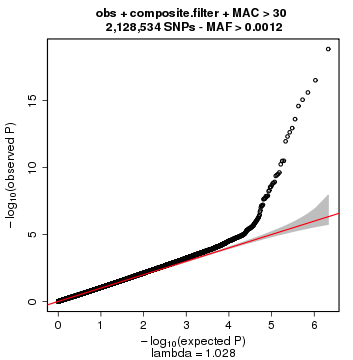 obs + composite.filter + MAC > 30
2,128,534 SNPs - MAF > 0.0012
15
10
5
0
− log10(observed P)
0 1 2 3 4 5 6
− log10(expected P)
lambda = 1.028